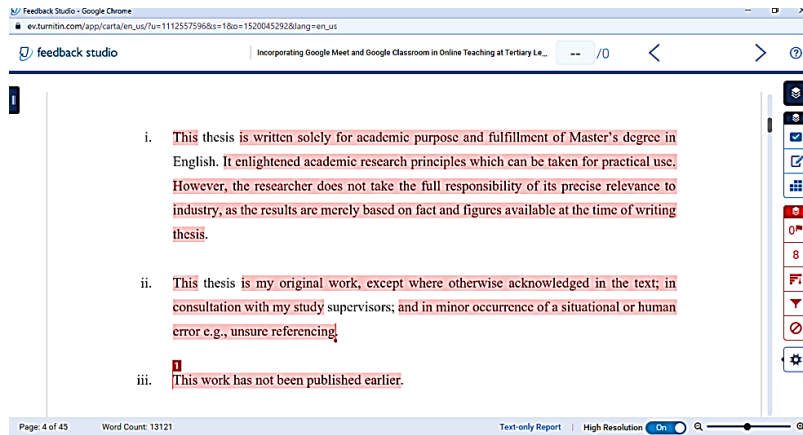 Feedback Studio - Google Chrome
ev.turnitin.com/app/carta/en_us/?u=1112557596&s=1&o=1520045292&lang=en_us
feedback studio
Incorporating Google Meet and Google Classroom in Online Teaching at Tertiary Le...
-- /0
i. This thesis is written solely for academic purpose and fulfillment of Master's degree in
English. It enlightened academic research principles which can be taken for practical use.
However, the researcher does not take the full responsibility of its precise relevance to
industry, as the results are merely based on fact and figures available at the time of writing
thesis.
ii. This thesis is my original work, except where otherwise acknowledged in the text; in
consultation with my study supervisors; and in minor occurrence of a situational or human
error e.g., unsure referencing.
1
iii. This work has not been published earlier.
0
8
Page: 4 of 45 Word Count: 13121 Text-only Report | High Resolution On